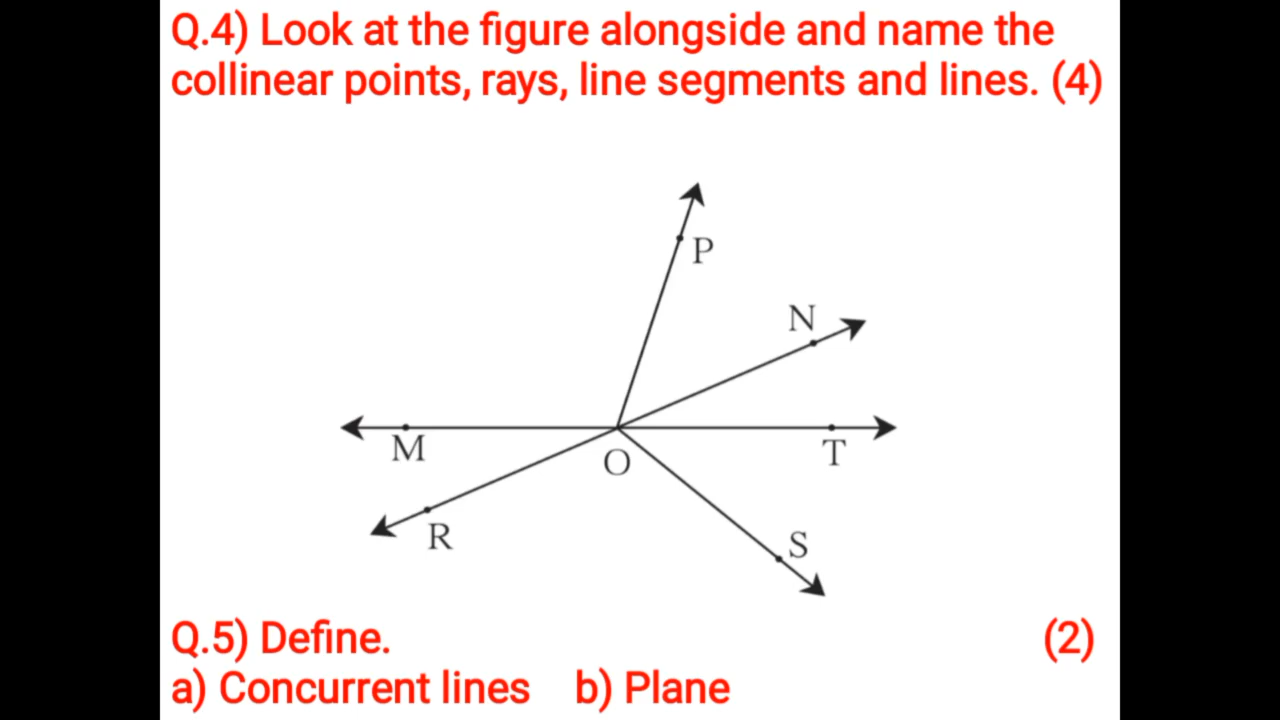 Q.4) Look at the figure alongside and name the
collinear points, rays, line segments and lines. (4)
P
N
M
O
T
R
S
Q.5) Define. (2)
a) Concurrent lines b) Plane